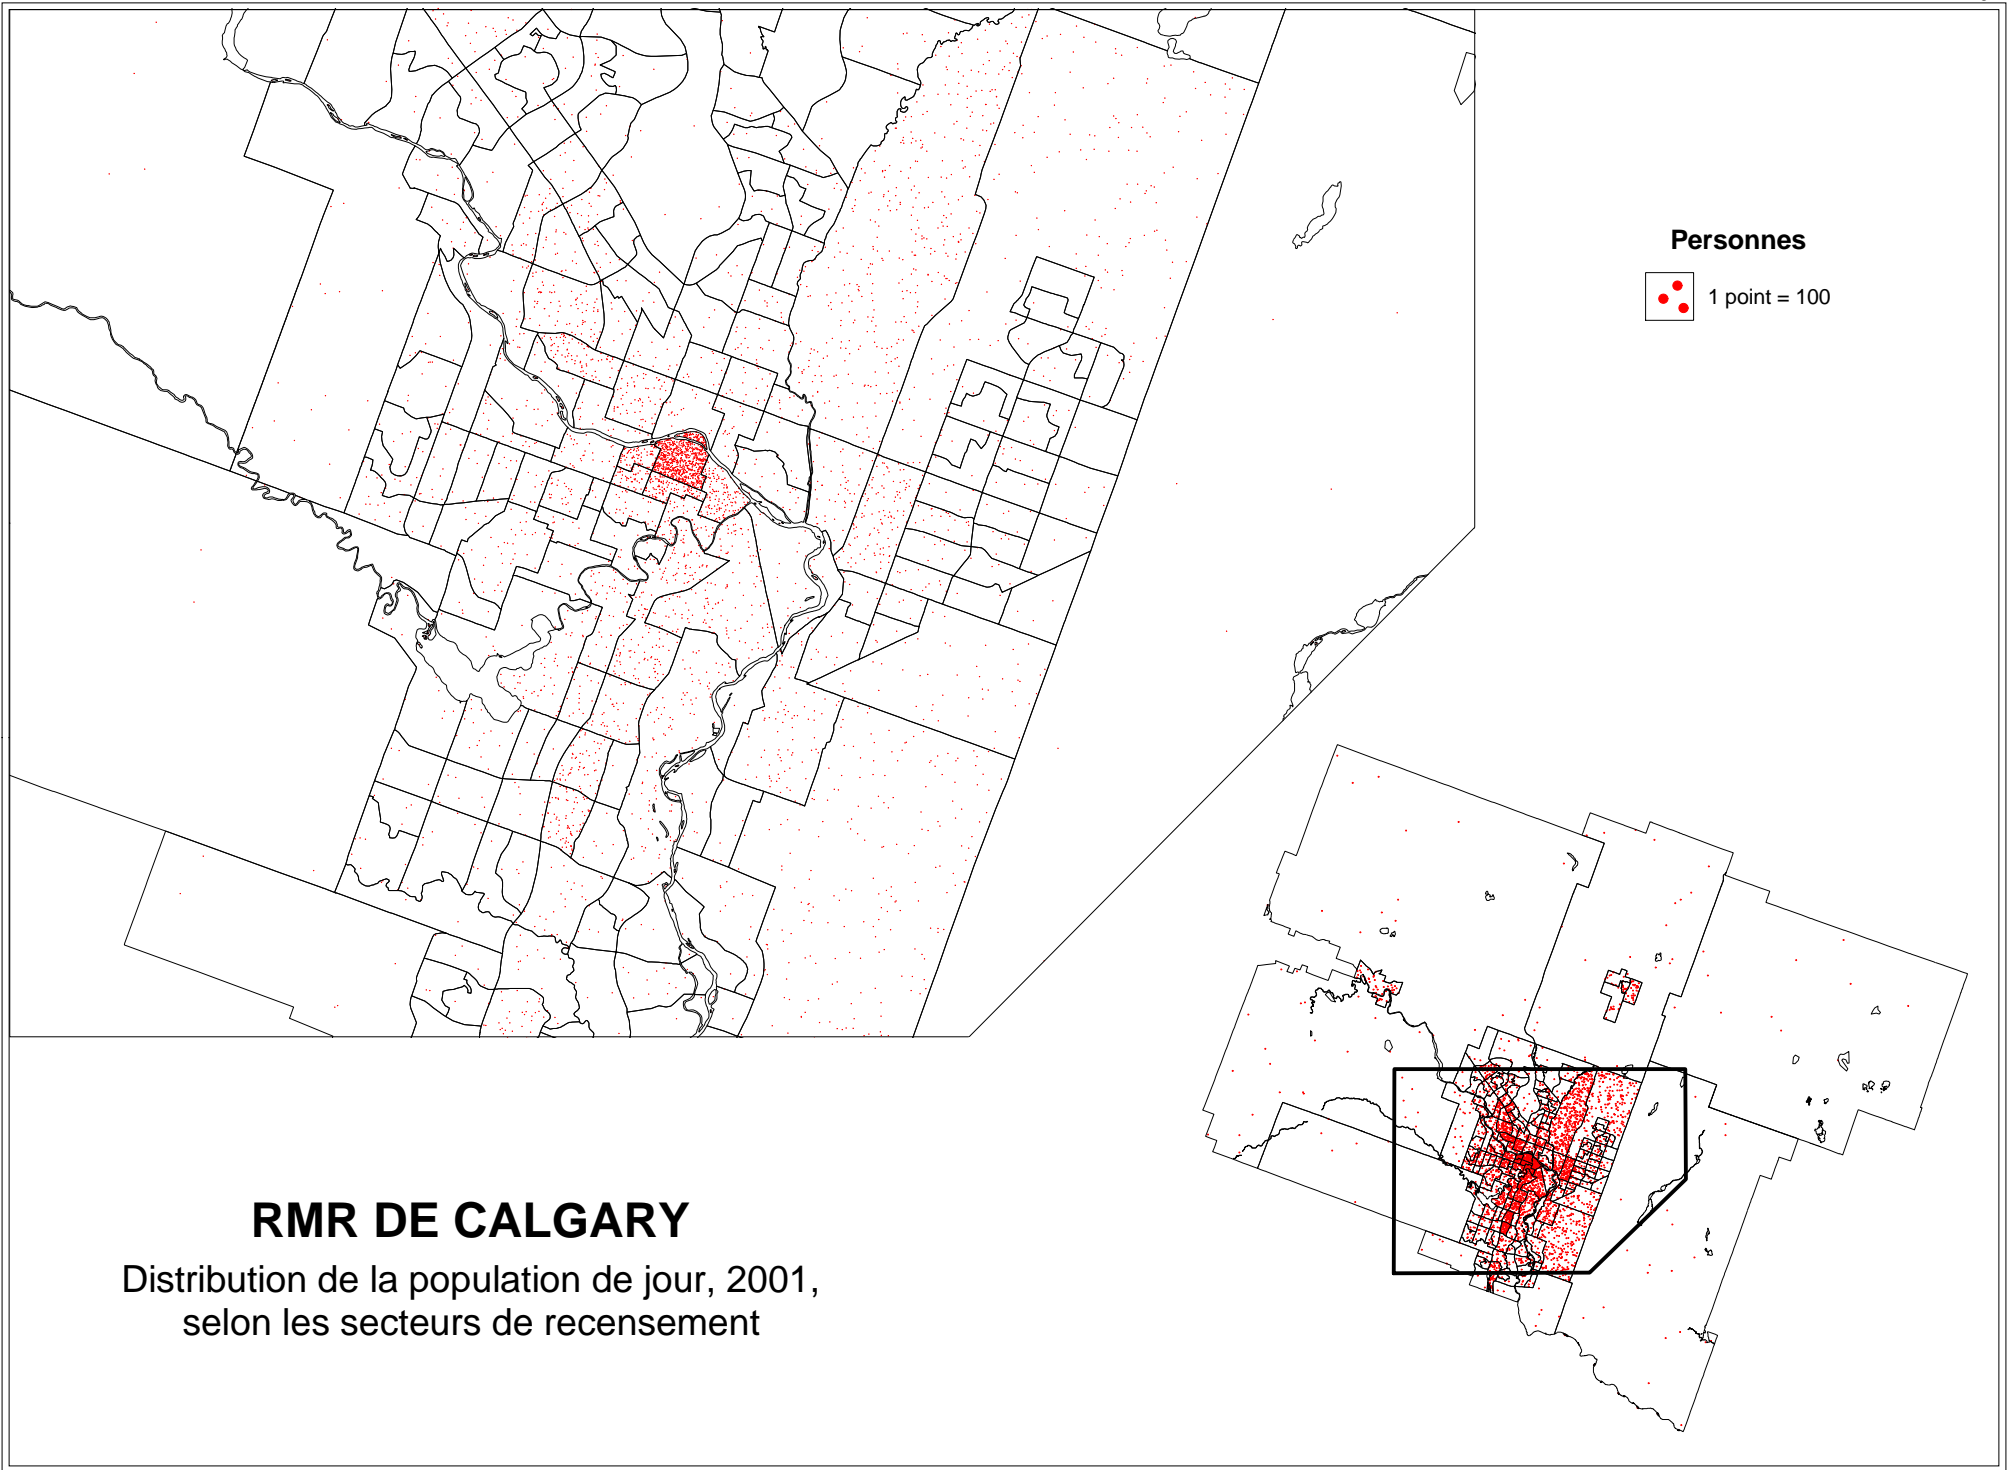 Personnes
1 point = 100
RMR DE CALGARY
Distribution de la population de jour, 2001,
selon les secteurs de recensement